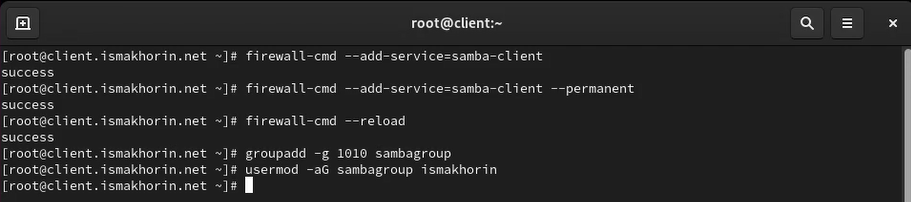 root@client:~
[root@client.ismakhorin.net ~]# firewall-cmd --add-service=samba-client
success
[root@client.ismakhorin.net ~]# firewall-cmd --add-service=samba-client --permanent
success
[root@client.ismakhorin.net ~]# firewall-cmd --reload
success
[root@client.ismakhorin.net ~]# groupadd -g 1010 sambagroup
[root@client.ismakhorin.net ~]# usermod -aG sambagroup ismakhorin
[root@client.ismakhorin.net ~]#